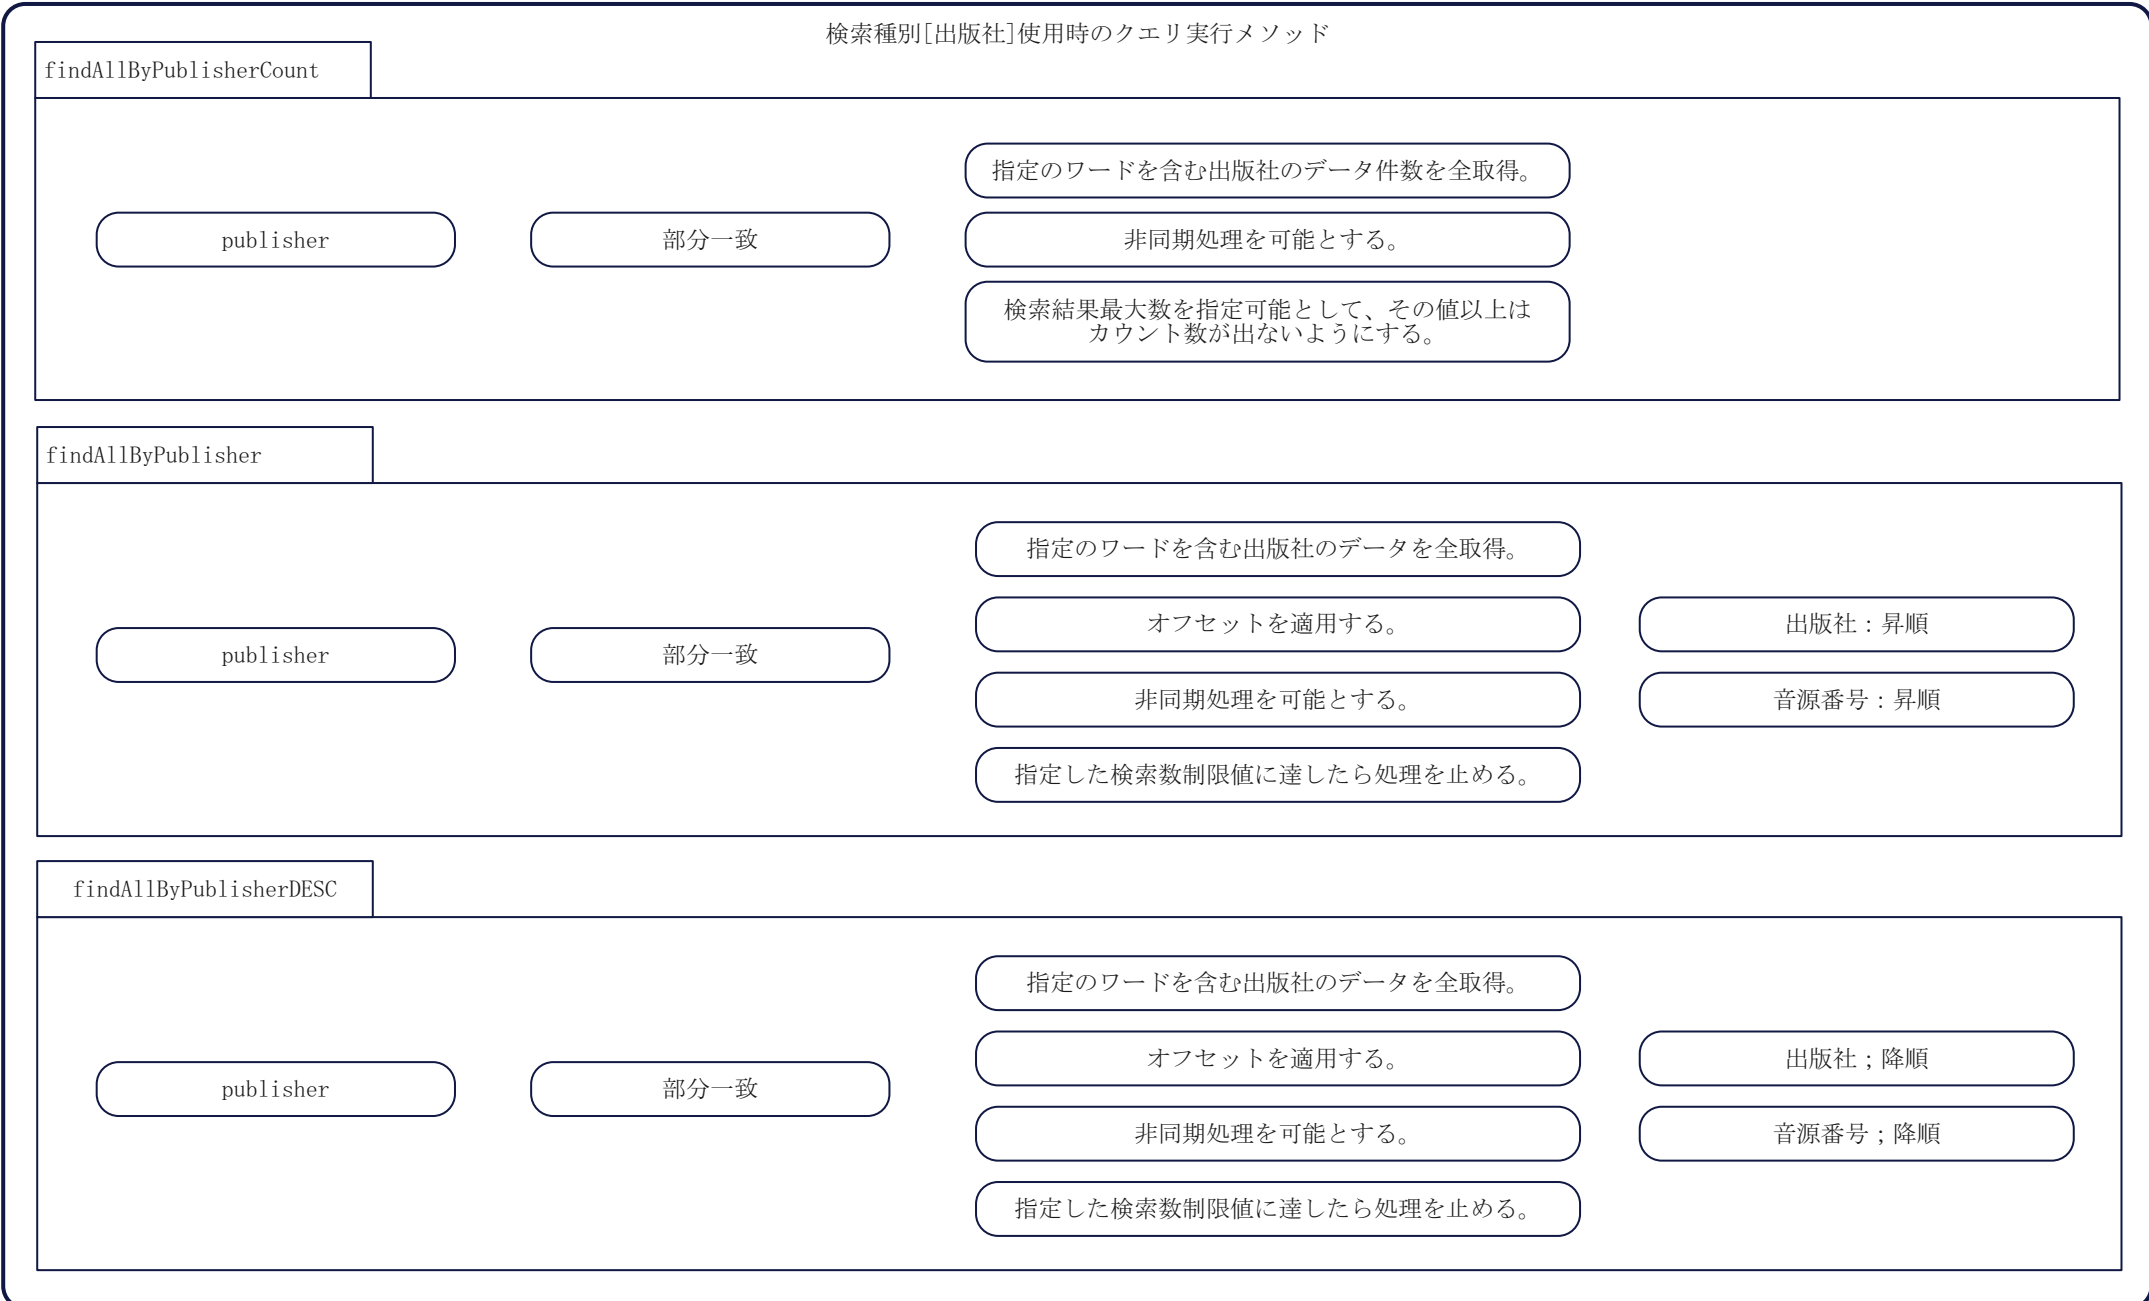 検索種別[出版社]使用時のクエリ実行メソッド
findAllByPublisherCount
publisher
部分一致
指定のワードを含む出版社のデータ件数を全取得。
非同期処理を可能とする。
検索結果最大数を指定可能として、その値以上は
カウント数が出ないようにする。
findAllByPublisher
publisher
部分一致
指定のワードを含む出版社のデータを全取得。
オフセットを適用する。
非同期処理を可能とする。
指定した検索数制限値に達したら処理を止める。
出版社：昇順
音源番号：昇順
findAllByPublisherDESC
publisher
部分一致
指定のワードを含む出版社のデータを全取得。
オフセットを適用する。
非同期処理を可能とする。
指定した検索数制限値に達したら処理を止める。
出版社；降順
音源番号；降順